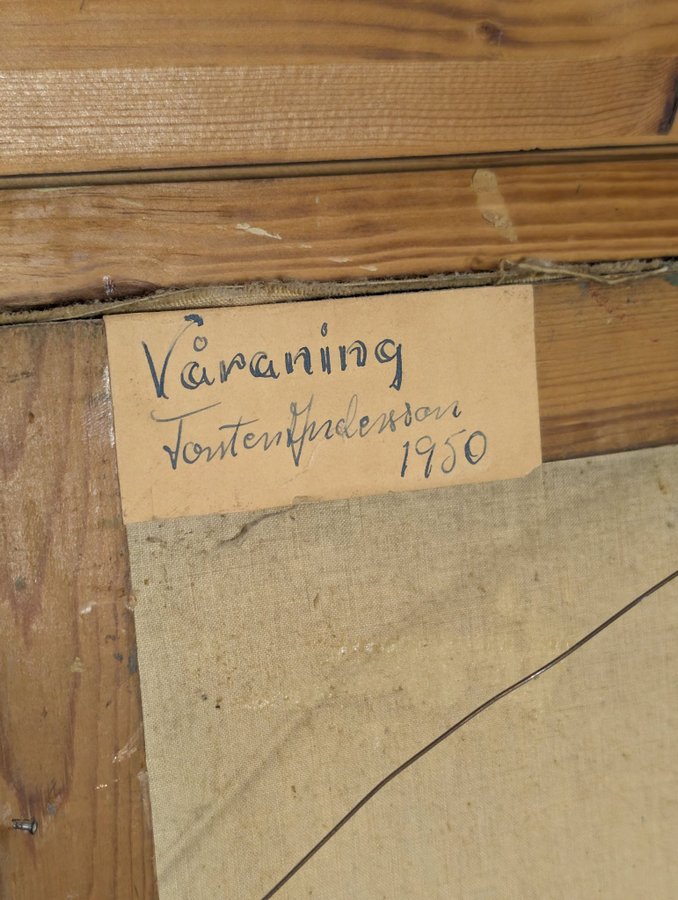 Våraning
Torsten Andersson
1950